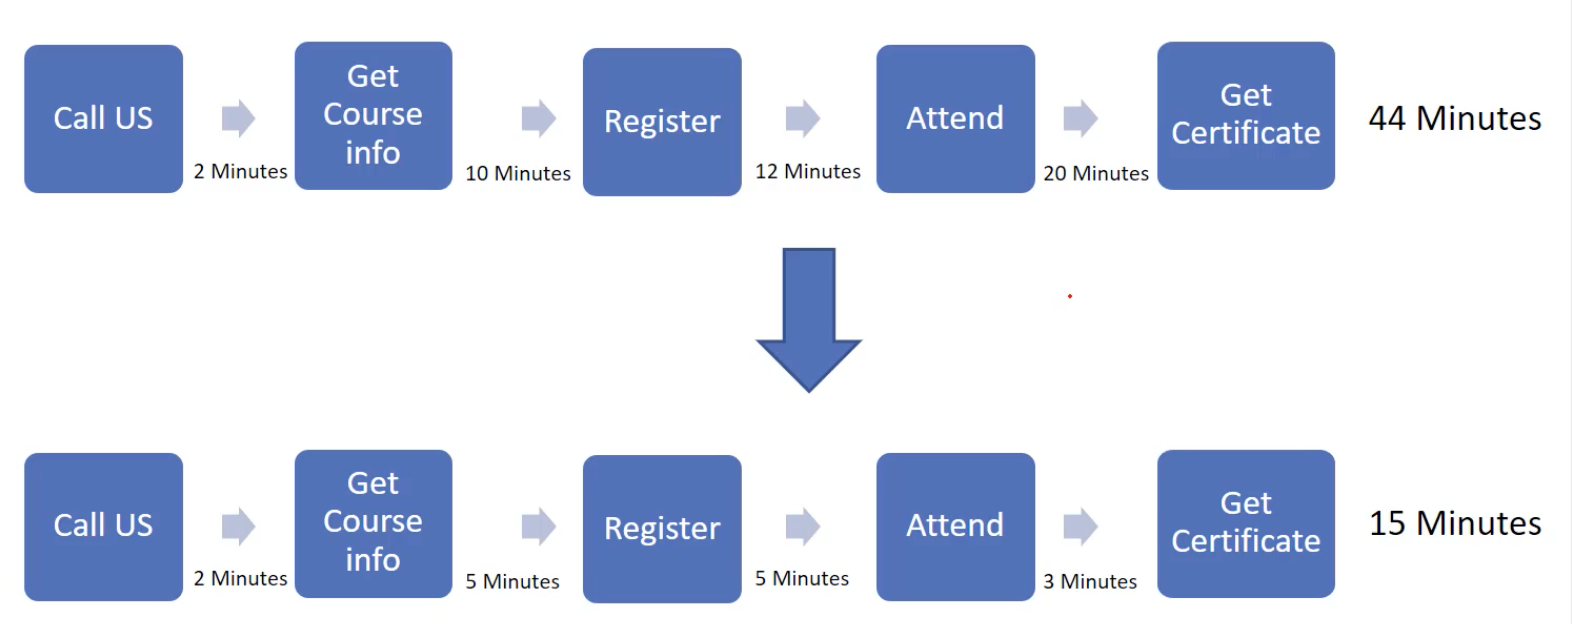 Call US
2 Minutes
Get
Course
info
10 Minutes
Register
12 Minutes
Attend
20 Minutes
Get
Certificate
44 Minutes
Call US
2 Minutes
Get
Course
info
5 Minutes
Register
5 Minutes
Attend
3 Minutes
Get
Certificate
15 Minutes